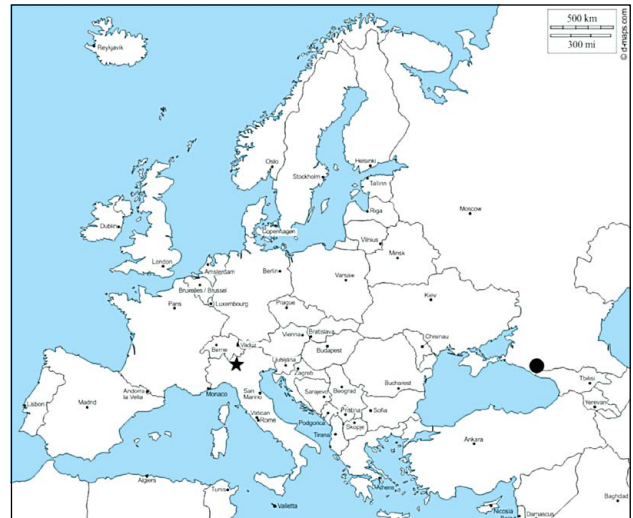 500 km
300 mi
© d-maps.com
Reykjavik
Oslo
Helsinki
Stockholm
Tallinn
Riga
Moscow
Copenhagen
Vilnius
Minsk
Dublin
London
Amsterdam
Berlin
Varsaw
Bruxelles / Brussel
Kiev
Paris
Luxembourg
Prague
Vienna
Bratislava
Budapest
Chisinau
Berne
Vaduz
Ljubljana
Zagreb
Beograd
Bucharest
Tbilisi
Andorra
la Vella
Monaco
San
Marino
Sarajevo
Yerevan
Lisbon
Madrid
Vatican
Rome
Podgorica
Pristina
Sofia
Skopje
Tirana
Ankara
Algiers
Tunis
Athens
Valletta
Nicosia
Damascus
Baghdad